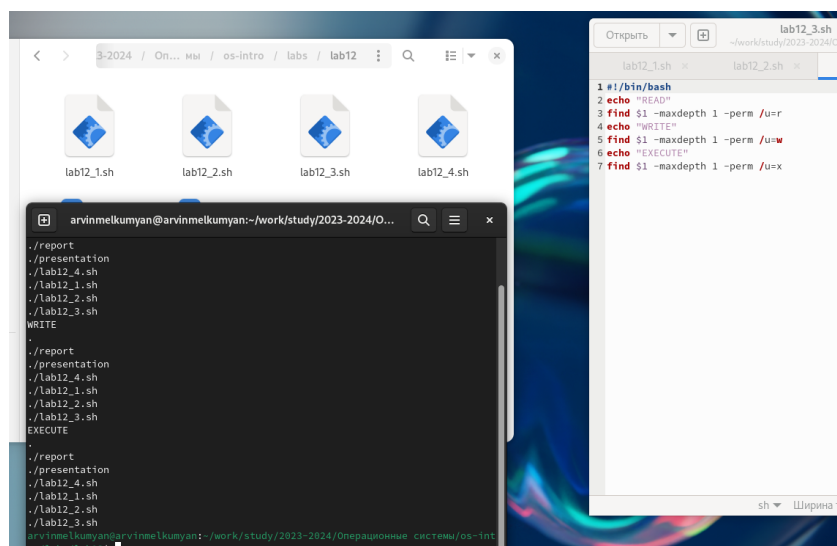 3-2024 / Оп... мы / os-intro / labs / lab12
lab12_1.sh
lab12_2.sh
lab12_3.sh
lab12_4.sh
arvinmelkumyan@arvinmelkumyan:~/work/study/2023-2024/О...
./report
./presentation
./lab12_4.sh
./lab12_1.sh
./lab12_2.sh
./lab12_3.sh
WRITE
.
./report
./presentation
./lab12_4.sh
./lab12_1.sh
./lab12_2.sh
./lab12_3.sh
EXECUTE
.
./report
./presentation
./lab12_4.sh
./lab12_1.sh
./lab12_2.sh
./lab12_3.sh
arvinmelkumyan@arvinmelkumyan:~/work/study/2023-2024/Операционные системы/os-int
Открыть
lab12_3.sh
~/work/study/2023-2024/О
lab12_1.sh ×
lab12_2.sh ×
1 #!/bin/bash
2 echo "READ"
3 find $1 -maxdepth 1 -perm /u=r
4 echo "WRITE"
5 find $1 -maxdepth 1 -perm /u=w
6 echo "EXECUTE"
7 find $1 -maxdepth 1 -perm /u=x
sh
Ширина